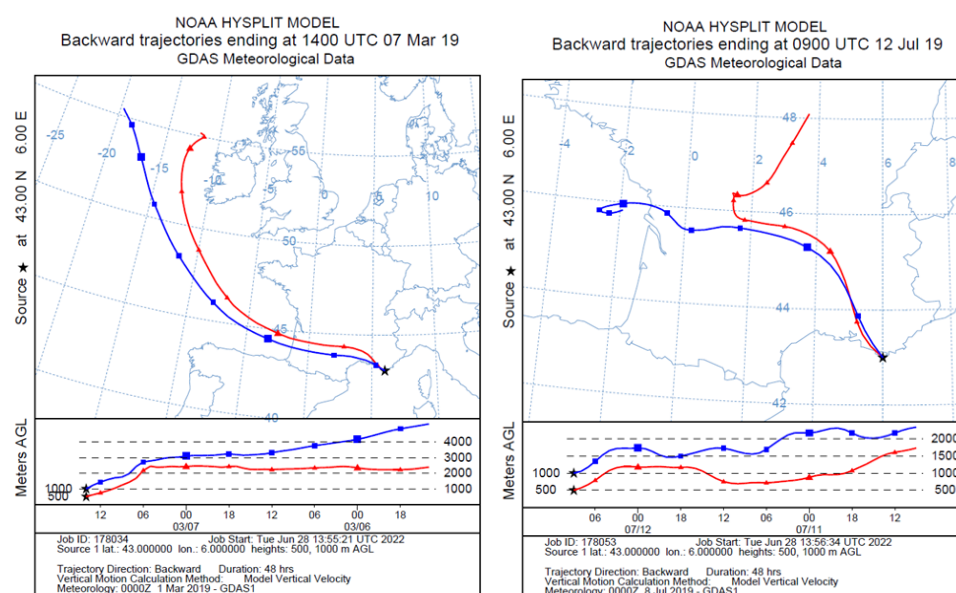 NOAA HYSPLIT MODEL
Backward trajectories ending at 1400 UTC 07 Mar 19
GDAS Meteorological Data
Source ★ at 43.00 N 6.00 E
-25
-20
-15
-10
-5
0
5
10
55
50
45
40
Meters AGL
4000
3000
2000
1000
1000
500
12 06 00 18 12 06 00 18
03/07 03/06
Job ID: 178034 Job Start: Tue Jun 28 13:55:21 UTC 2022
Source 1 lat.: 43.000000 lon.: 6.000000 heights: 500, 1000 m AGL
Trajectory Direction: Backward Duration: 48 hrs
Vertical Motion Calculation Method: Model Vertical Velocity
Meteorology: 0000Z 1 Mar 2019 - GDAS1
NOAA HYSPLIT MODEL
Backward trajectories ending at 0900 UTC 12 Jul 19
GDAS Meteorological Data
Source ★ at 43.00 N 6.00 E
-4
-2
0
2
4
6
8
48
46
44
42
Meters AGL
2000
1500
1000
500
1000
500
06 00 18 12 06 00 18 12
07/12 07/11
Job ID: 178053 Job Start: Tue Jun 28 13:56:34 UTC 2022
Source 1 lat.: 43.000000 lon.: 6.000000 heights: 500, 1000 m AGL
Trajectory Direction: Backward Duration: 48 hrs
Vertical Motion Calculation Method: Model Vertical Velocity
Meteorology: 0000Z 8 Jul 2019 - GDAS1